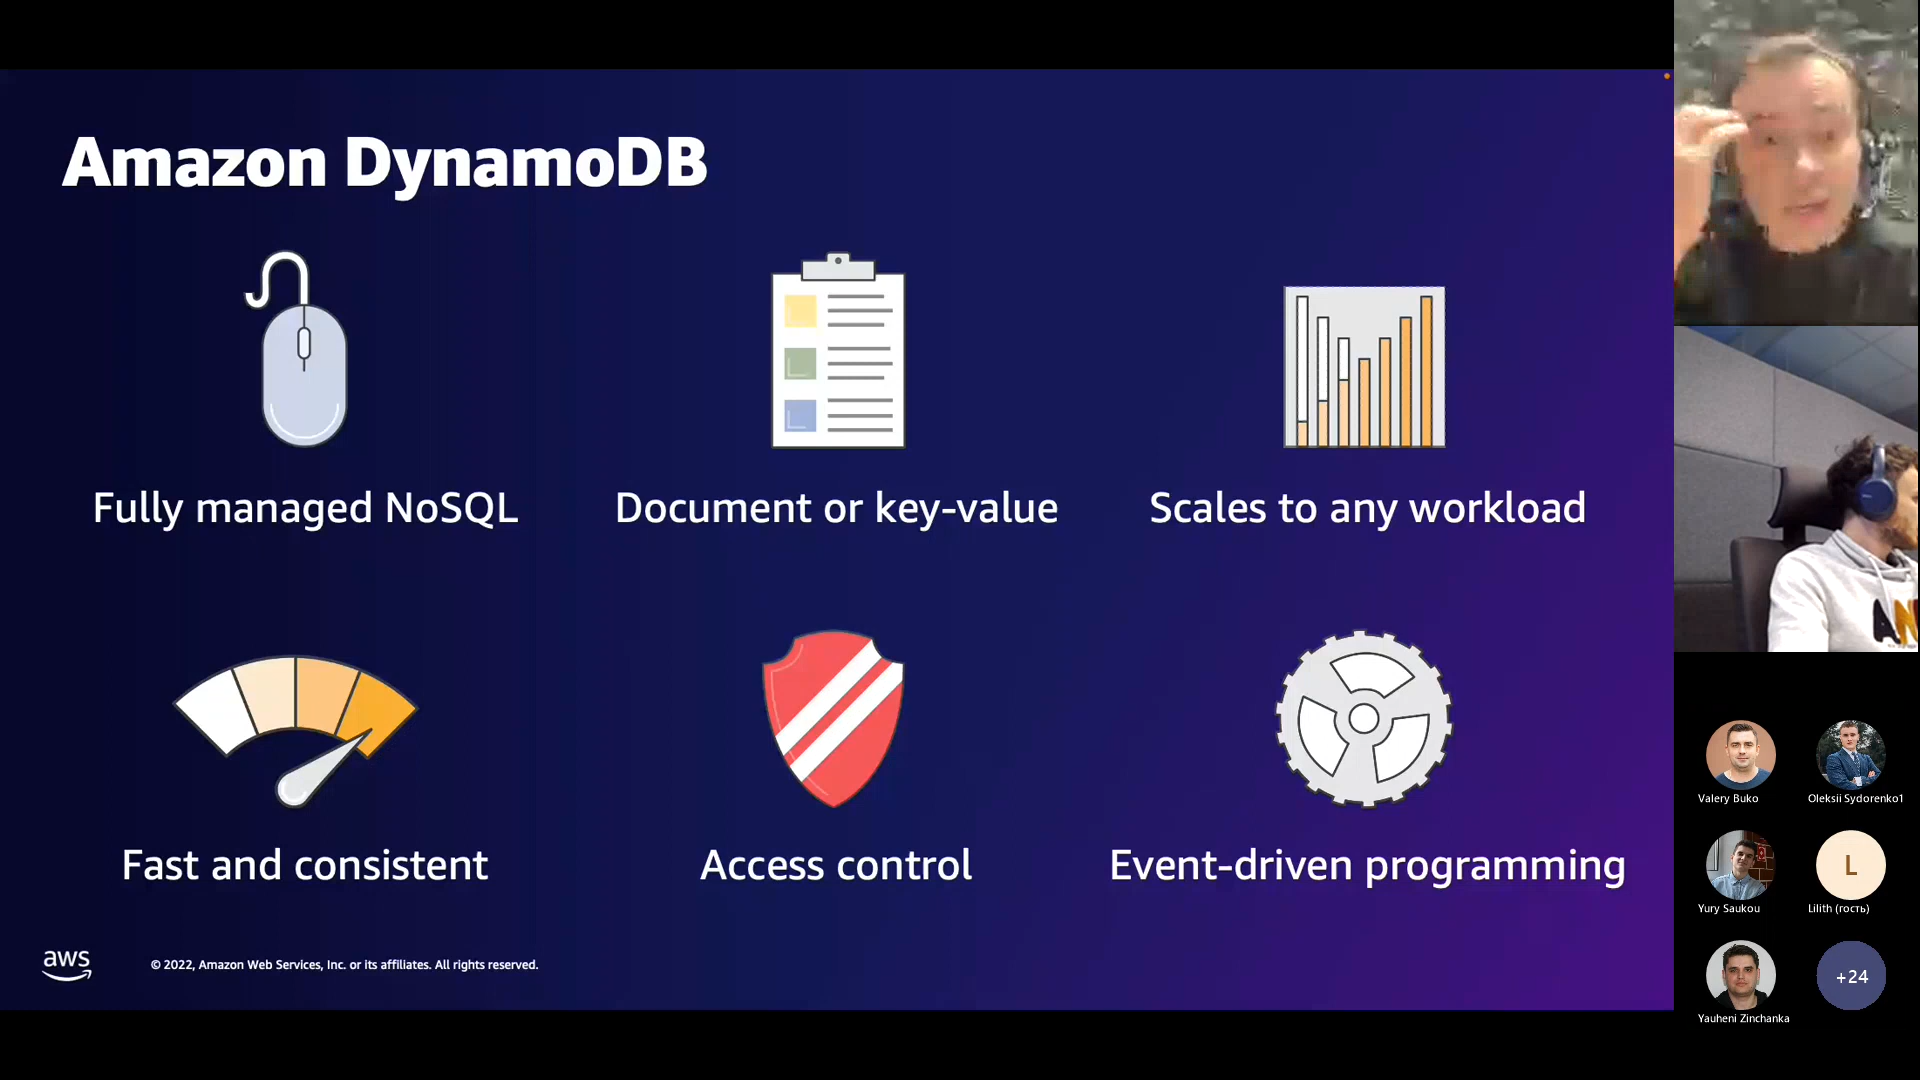 Amazon DynamoDB
Fully managed NoSQL
Document or key-value
Scales to any workload
Fast and consistent
Access control
Event-driven programming
aws
© 2022, Amazon Web Services, Inc. or its affiliates. All rights reserved.
Valery Buko
Oleksii Sydorenko1
Yury Saukou
L
Lilith (гость)
Yauheni Zinchanka
+24